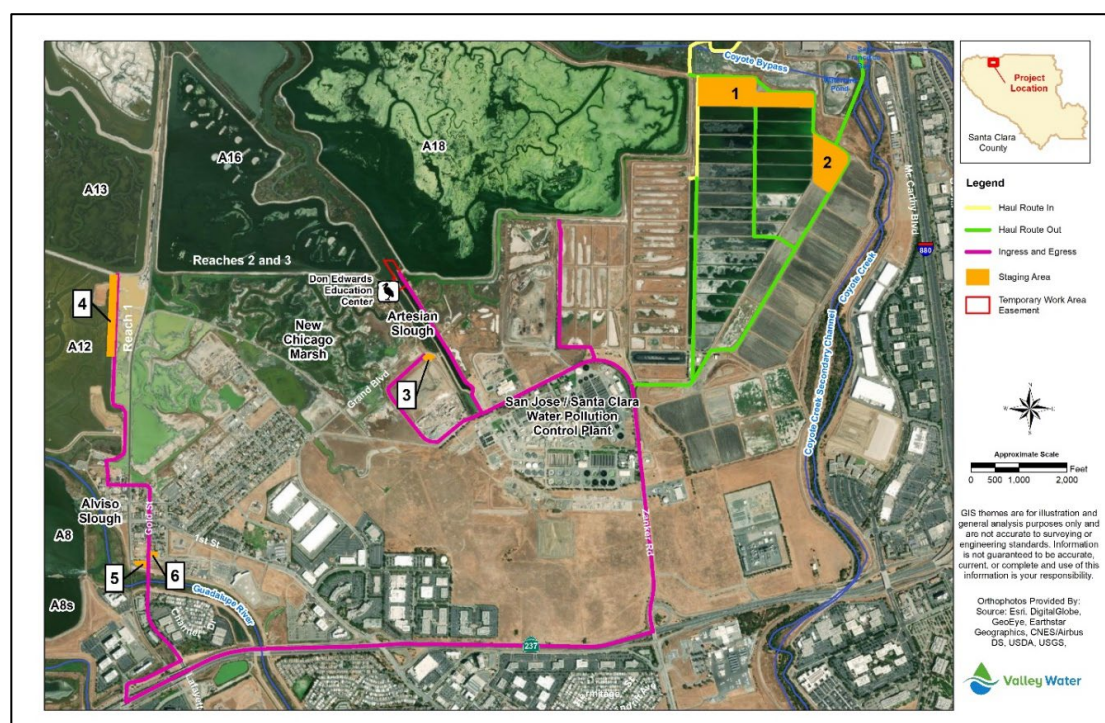 Coyote Bypass
1
2
A18
A16
A13
Reaches 2 and 3
Don Edwards
Education
Center
Artesian
Slough
New
Chicago
Marsh
4
Reach 1
A12
3
Grand Blvd
San Jose / Santa Clara
Water Pollution
Control Plant
Mc Carthy Blvd
880
Coyote Creek
Coyote Creek Secondary Channel
Zanker Rd
Alviso
Slough
Gold St
1st St
A8
5
6
A8s
Guadalupe River
237
Project
Location
Santa Clara
County
Legend
Haul Route In
Haul Route Out
Ingress and Egress
Staging Area
Temporary Work Area
Easement
N
W
E
S
Approximate Scale
0 500 1,000 2,000
Feet
GIS themes are for illustration and
general analysis purposes only and
are not accurate to surveying or
engineering standards. Information
is not guaranteed to be accurate,
current, or complete and use of this
information is your responsibility.
Orthophotos Provided By:
Source: Esri, DigitalGlobe,
GeoEye, Earthstar
Geographics, CNES/Airbus
DS, USDA, USGS,
Valley Water